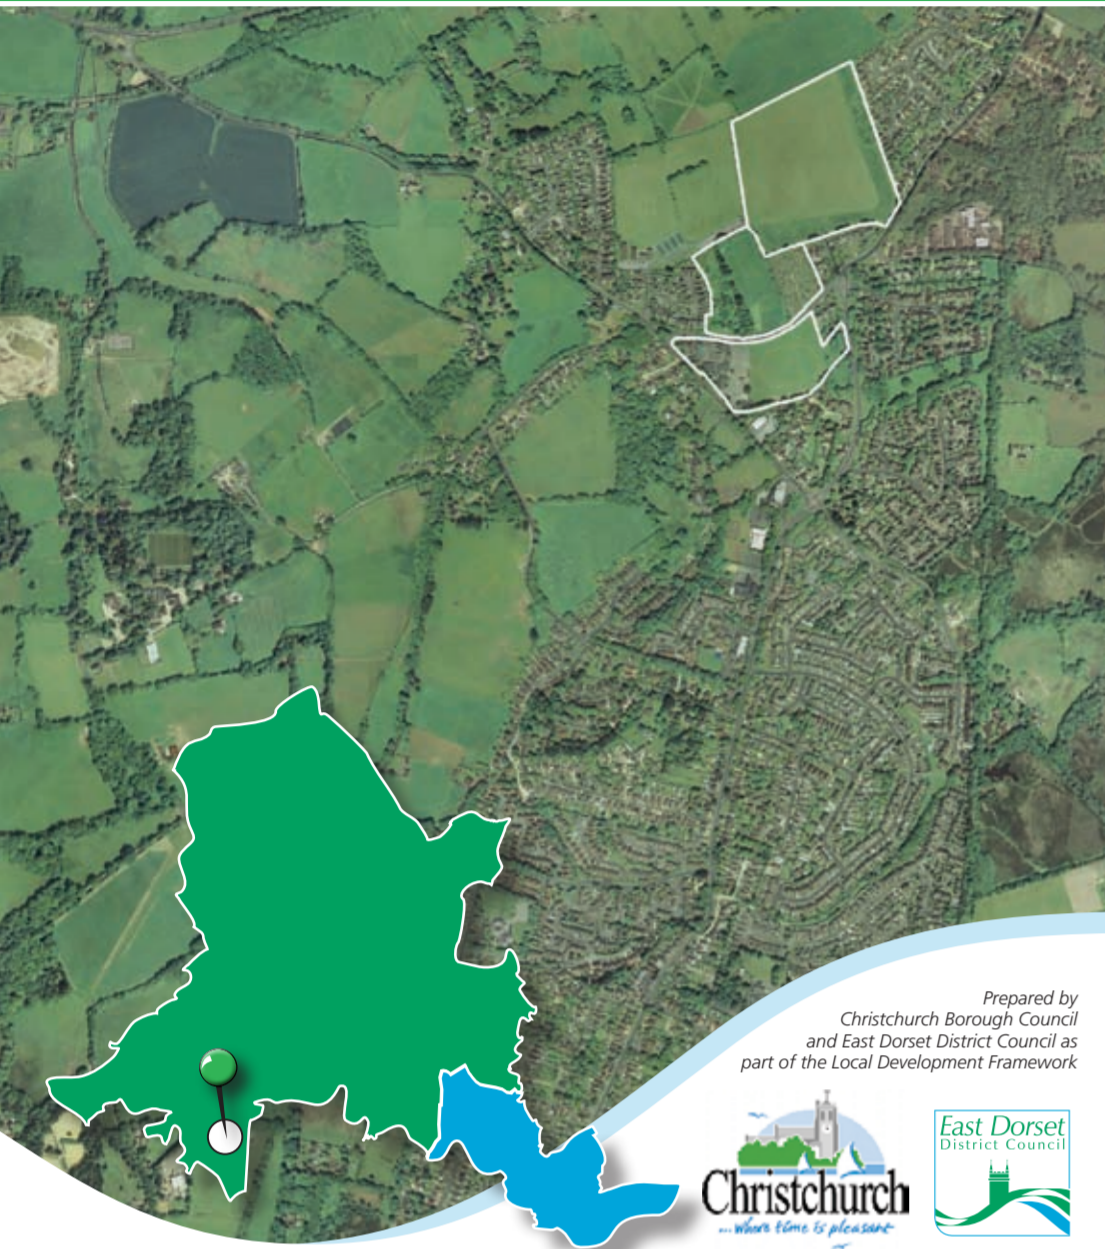 Prepared by
Christchurch Borough Council
and East Dorset District Council as
part of the Local Development Framework
Christchurch
...where time is pleasant
East Dorset
District Council